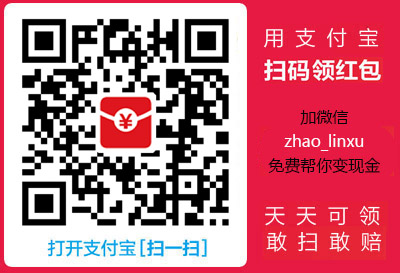 打开支付宝[扫一扫]
用支付宝
扫码领红包
加微信
zhao_linxu
免费帮你变现金
天天可领
敢扫敢赔